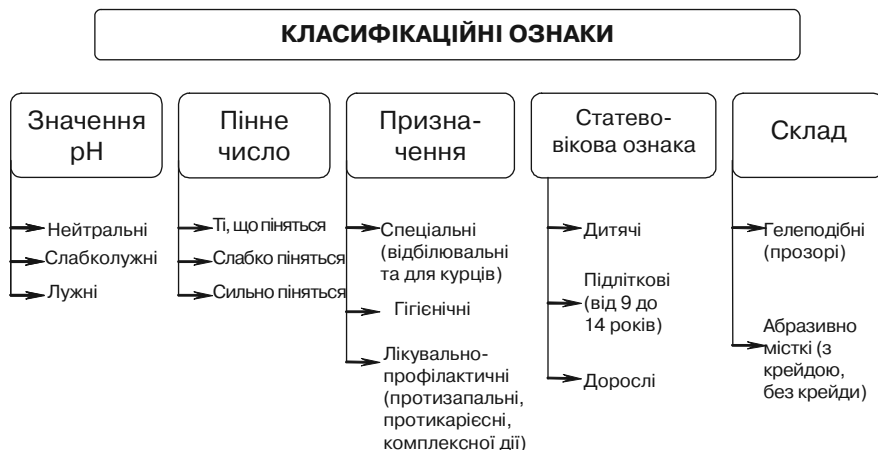 КЛАСИФІКАЦІЙНІ ОЗНАКИ
Значення
pH
Нейтральні
Слабколужні
Лужні
Пінне
число
Ті, що піняться
Слабко піняться
Сильно піняться
Призна-
чення
Спеціальні
(відбілювальні
та для курців)
Гігієнічні
Лікувально-
профілактичні
(протизапальні,
протикарієсні,
комплексної дії)
Статево-
вікова ознака
Дитячі
Підліткові
(від 9 до
14 років)
Дорослі
Склад
Гелеподібні
(прозорі)
Абразивно
місткі (з
крейдою,
без крейди)